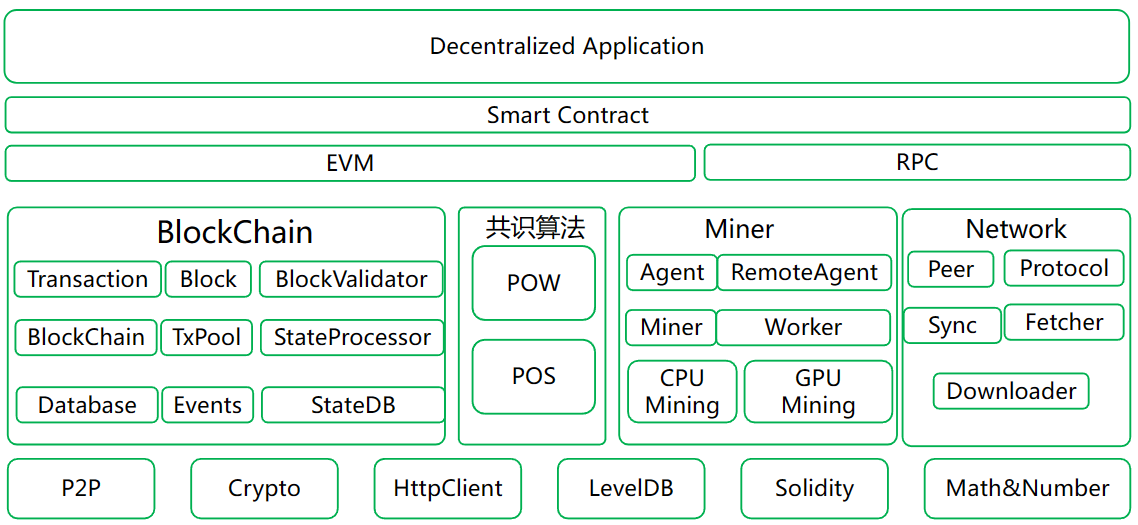 Decentralized Application
Smart Contract
EVM
RPC
BlockChain
Transaction
Block
BlockValidator
BlockChain
TxPool
StateProcessor
Database
Events
StateDB
共识算法
POW
POS
Miner
Agent
RemoteAgent
Miner
Worker
CPU
Mining
GPU
Mining
Network
Peer
Protocol
Sync
Fetcher
Downloader
P2P
Crypto
HttpClient
LevelDB
Solidity
Math&Number